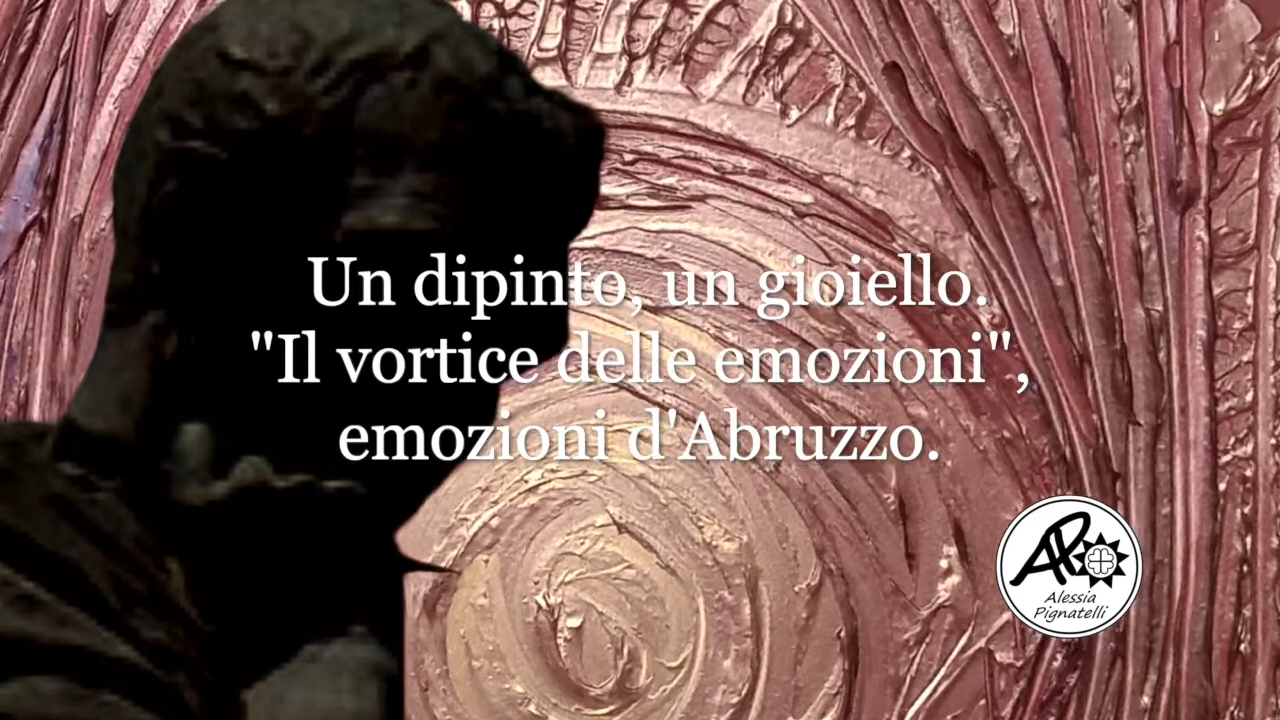 Un dipinto, un gioiello.
"Il vortice delle emozioni",
emozioni d'Abruzzo.
AP
Alessia
Pignatelli